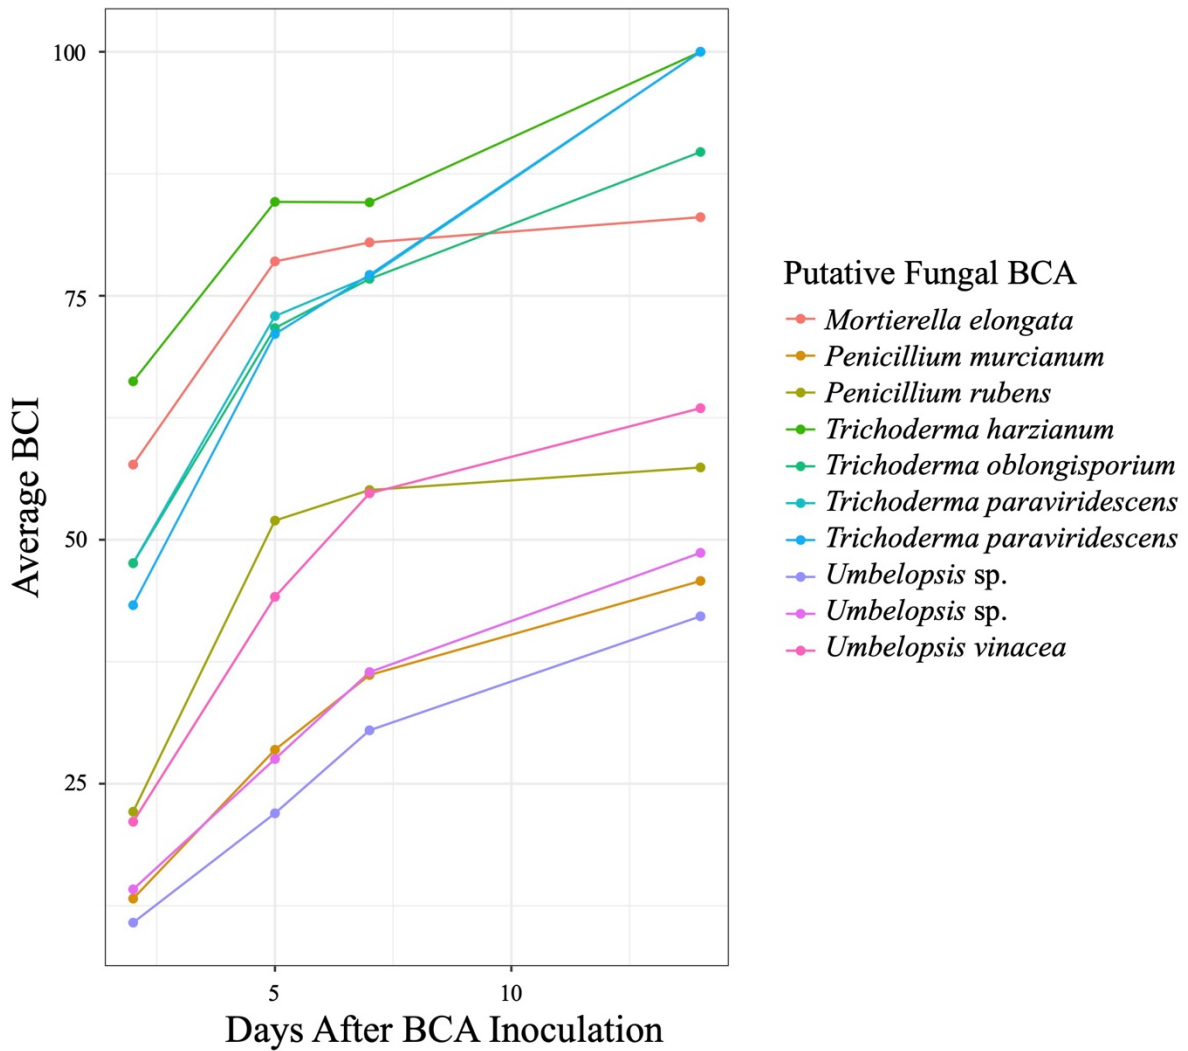 100
75
50
25
Average BCI
5
10
Days After BCA Inoculation
Putative Fungal BCA
Mortierella elongata
Penicillium murcianum
Penicillium rubens
Trichoderma harzianum
Trichoderma oblongisporium
Trichoderma paraviridescens
Trichoderma paraviridescens
Umbelopsis sp.
Umbelopsis sp.
Umbelopsis vinacea